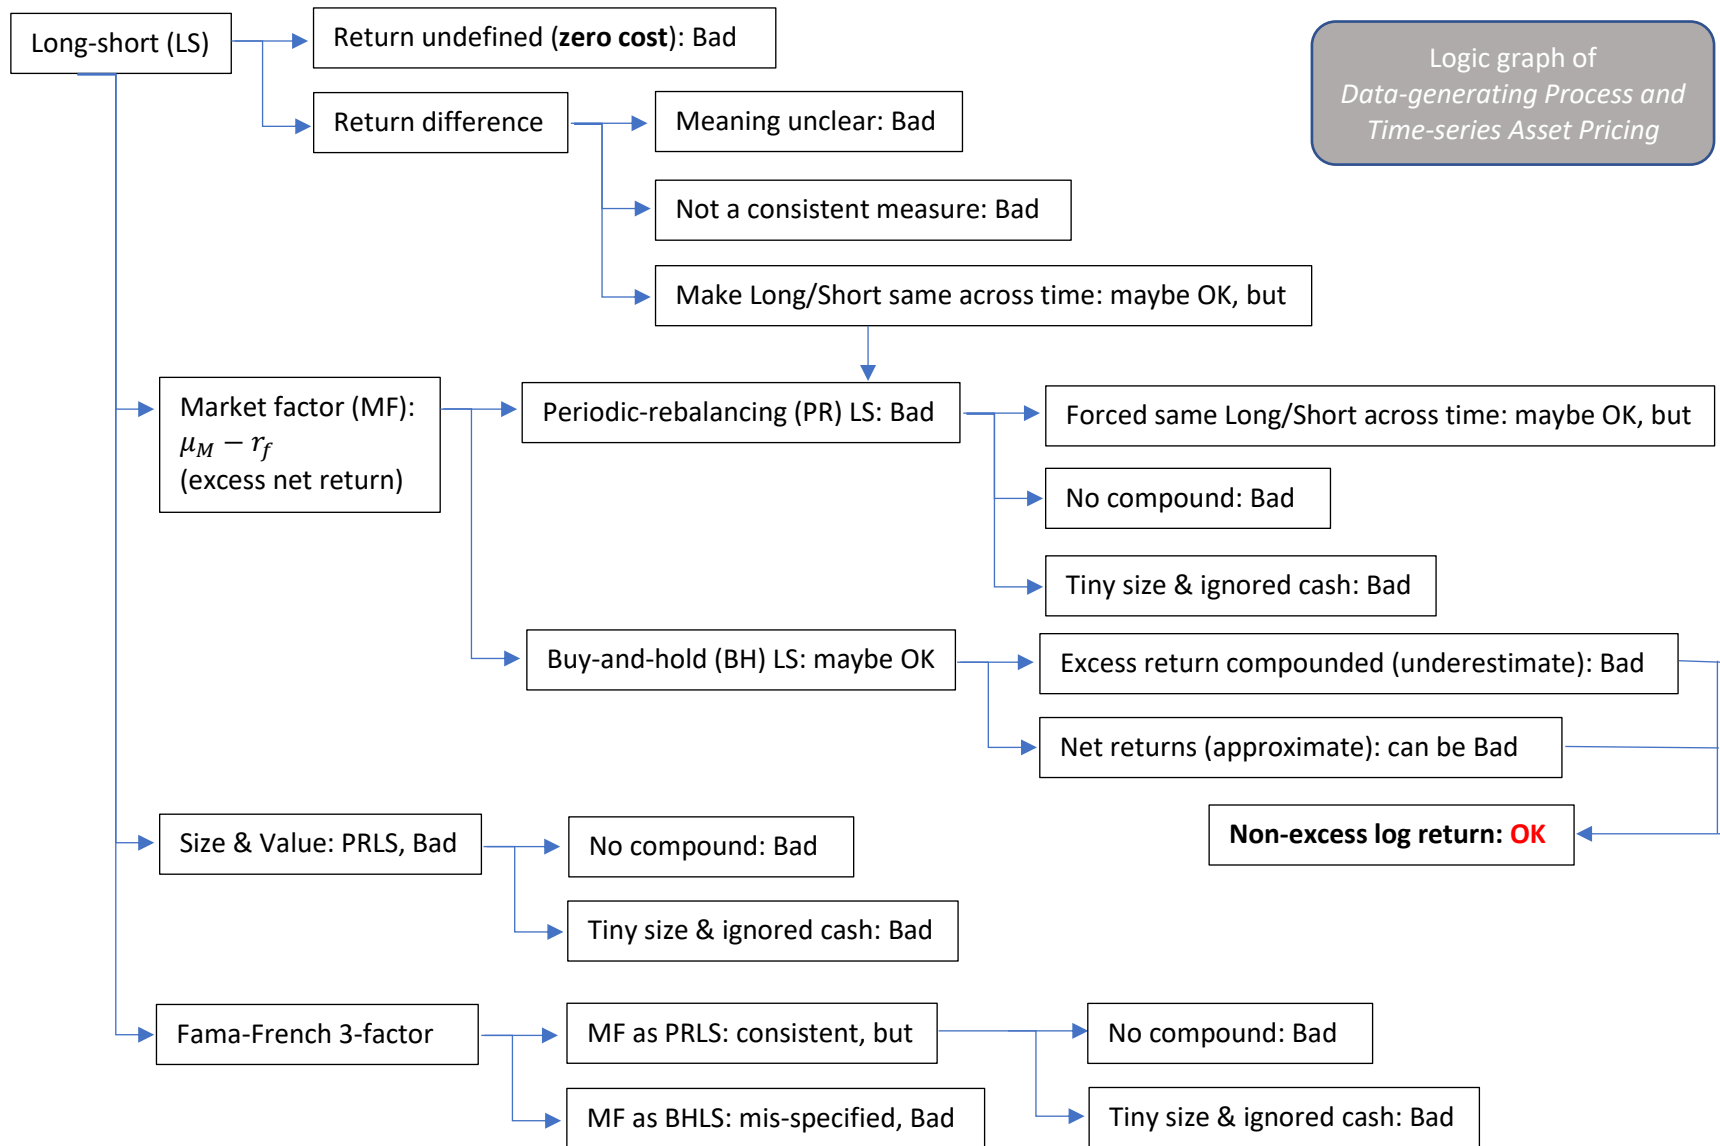 Long-short (LS)
Return undefined (zero cost): Bad
Logic graph of
Data-generating Process and
Time-series Asset Pricing
Return difference
Meaning unclear: Bad
Not a consistent measure: Bad
Make Long/Short same across time: maybe OK, but
Market factor (MF):
μ_M − r_f
(excess net return)
Periodic-rebalancing (PR) LS: Bad
Forced same Long/Short across time: maybe OK, but
No compound: Bad
Tiny size & ignored cash: Bad
Buy-and-hold (BH) LS: maybe OK
Excess return compounded (underestimate): Bad
Net returns (approximate): can be Bad
Non-excess log return: OK
Size & Value: PRLS, Bad
No compound: Bad
Tiny size & ignored cash: Bad
Fama-French 3-factor
MF as PRLS: consistent, but
No compound: Bad
Tiny size & ignored cash: Bad
MF as BHLS: mis-specified, Bad